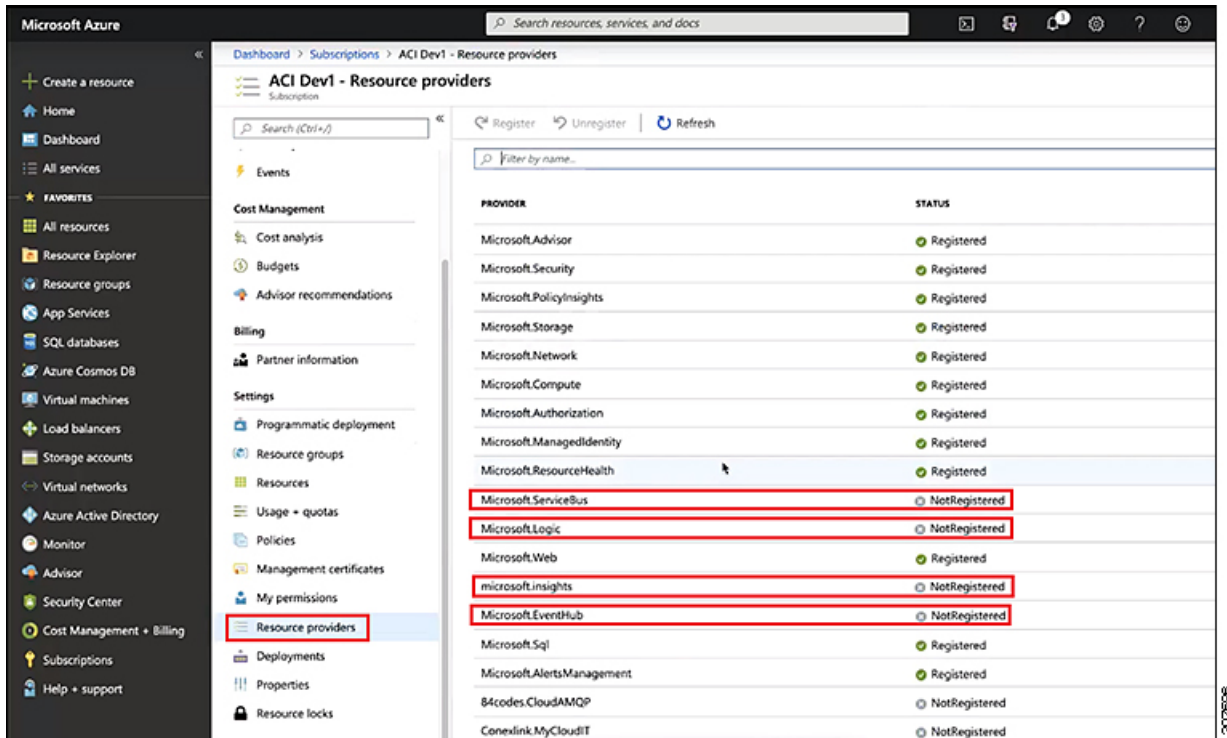 Microsoft Azure
Search resources, services, and docs
Create a resource
Home
Dashboard
All services
FAVORITES
All resources
Resource Explorer
Resource groups
App Services
SQL databases
Azure Cosmos DB
Virtual machines
Load balancers
Storage accounts
Virtual networks
Azure Active Directory
Monitor
Advisor
Security Center
Cost Management + Billing
Subscriptions
Help + support
Dashboard > Subscriptions > ACI Dev1 - Resource providers
ACI Dev1 - Resource providers
Subscription
Search (Ctrl+/)
Events
Cost Management
Cost analysis
Budgets
Advisor recommendations
Billing
Partner information
Settings
Programmatic deployment
Resource groups
Resources
Usage + quotas
Policies
Management certificates
My permissions
Resource providers
Deployments
Properties
Resource locks
Register Unregister Refresh
Filter by name...
PROVIDER STATUS
Microsoft.Advisor Registered
Microsoft.Security Registered
Microsoft.PolicyInsights Registered
Microsoft.Storage Registered
Microsoft.Network Registered
Microsoft.Compute Registered
Microsoft.Authorization Registered
Microsoft.ManagedIdentity Registered
Microsoft.ResourceHealth Registered
Microsoft.ServiceBus NotRegistered
Microsoft.Logic NotRegistered
Microsoft.Web Registered
microsoft.insights NotRegistered
Microsoft.EventHub NotRegistered
Microsoft.Sql Registered
Microsoft.AlertsManagement Registered
84codes.CloudAMQP NotRegistered
Conexlink.MyCloudIT NotRegistered